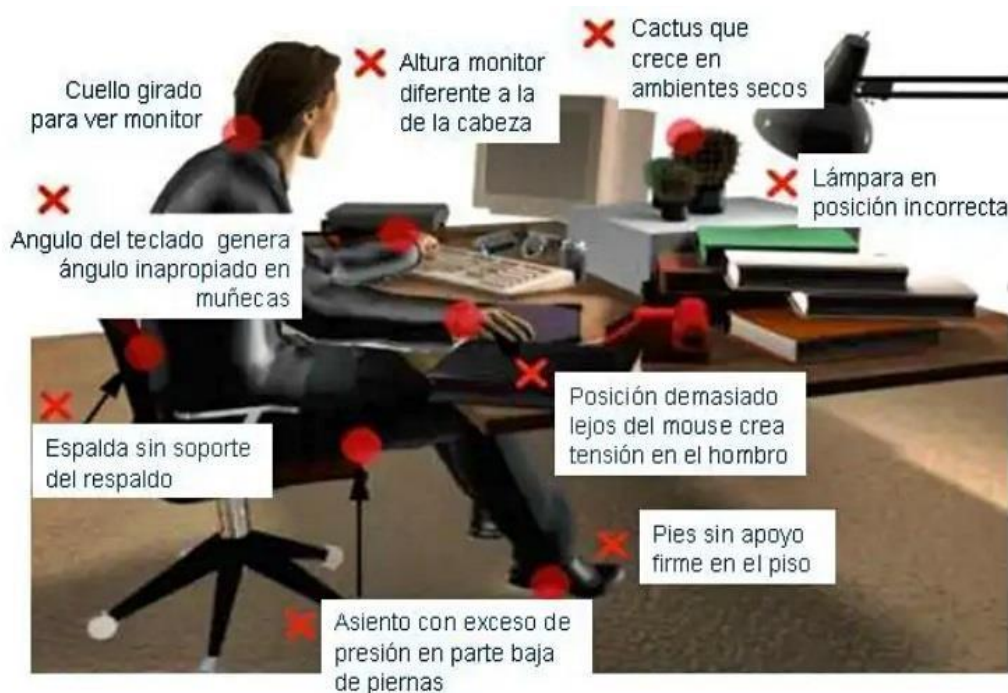 Cuello girado
para ver monitor
Altura monitor
diferente a la
de la cabeza
Cactus que
crece en
ambientes secos
Lámpara en
posición incorrecta
Angulo del teclado genera
ángulo inapropiado en
muñecas
Espalda sin soporte
del respaldo
Posición demasiado
lejos del mouse crea
tensión en el hombro
Pies sin apoyo
firme en el piso
Asiento con exceso de
presión en parte baja
de piernas